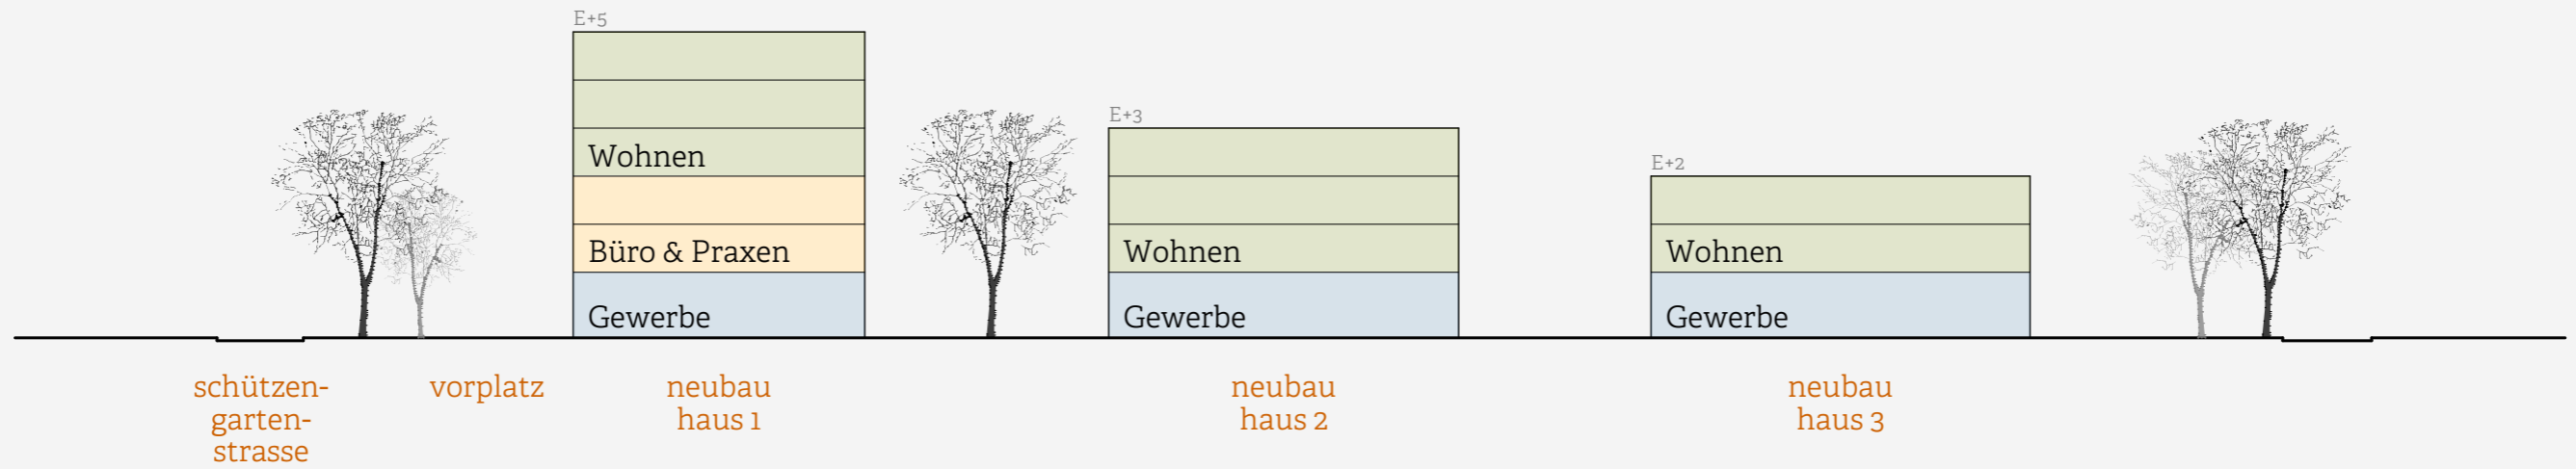 E+5
Wohnen
Büro & Praxen
Gewerbe
E+3
Wohnen
Gewerbe
E+2
Wohnen
Gewerbe
schützen-
garten-
strasse
vorplatz
neubau
haus 1
neubau
haus 2
neubau
haus 3